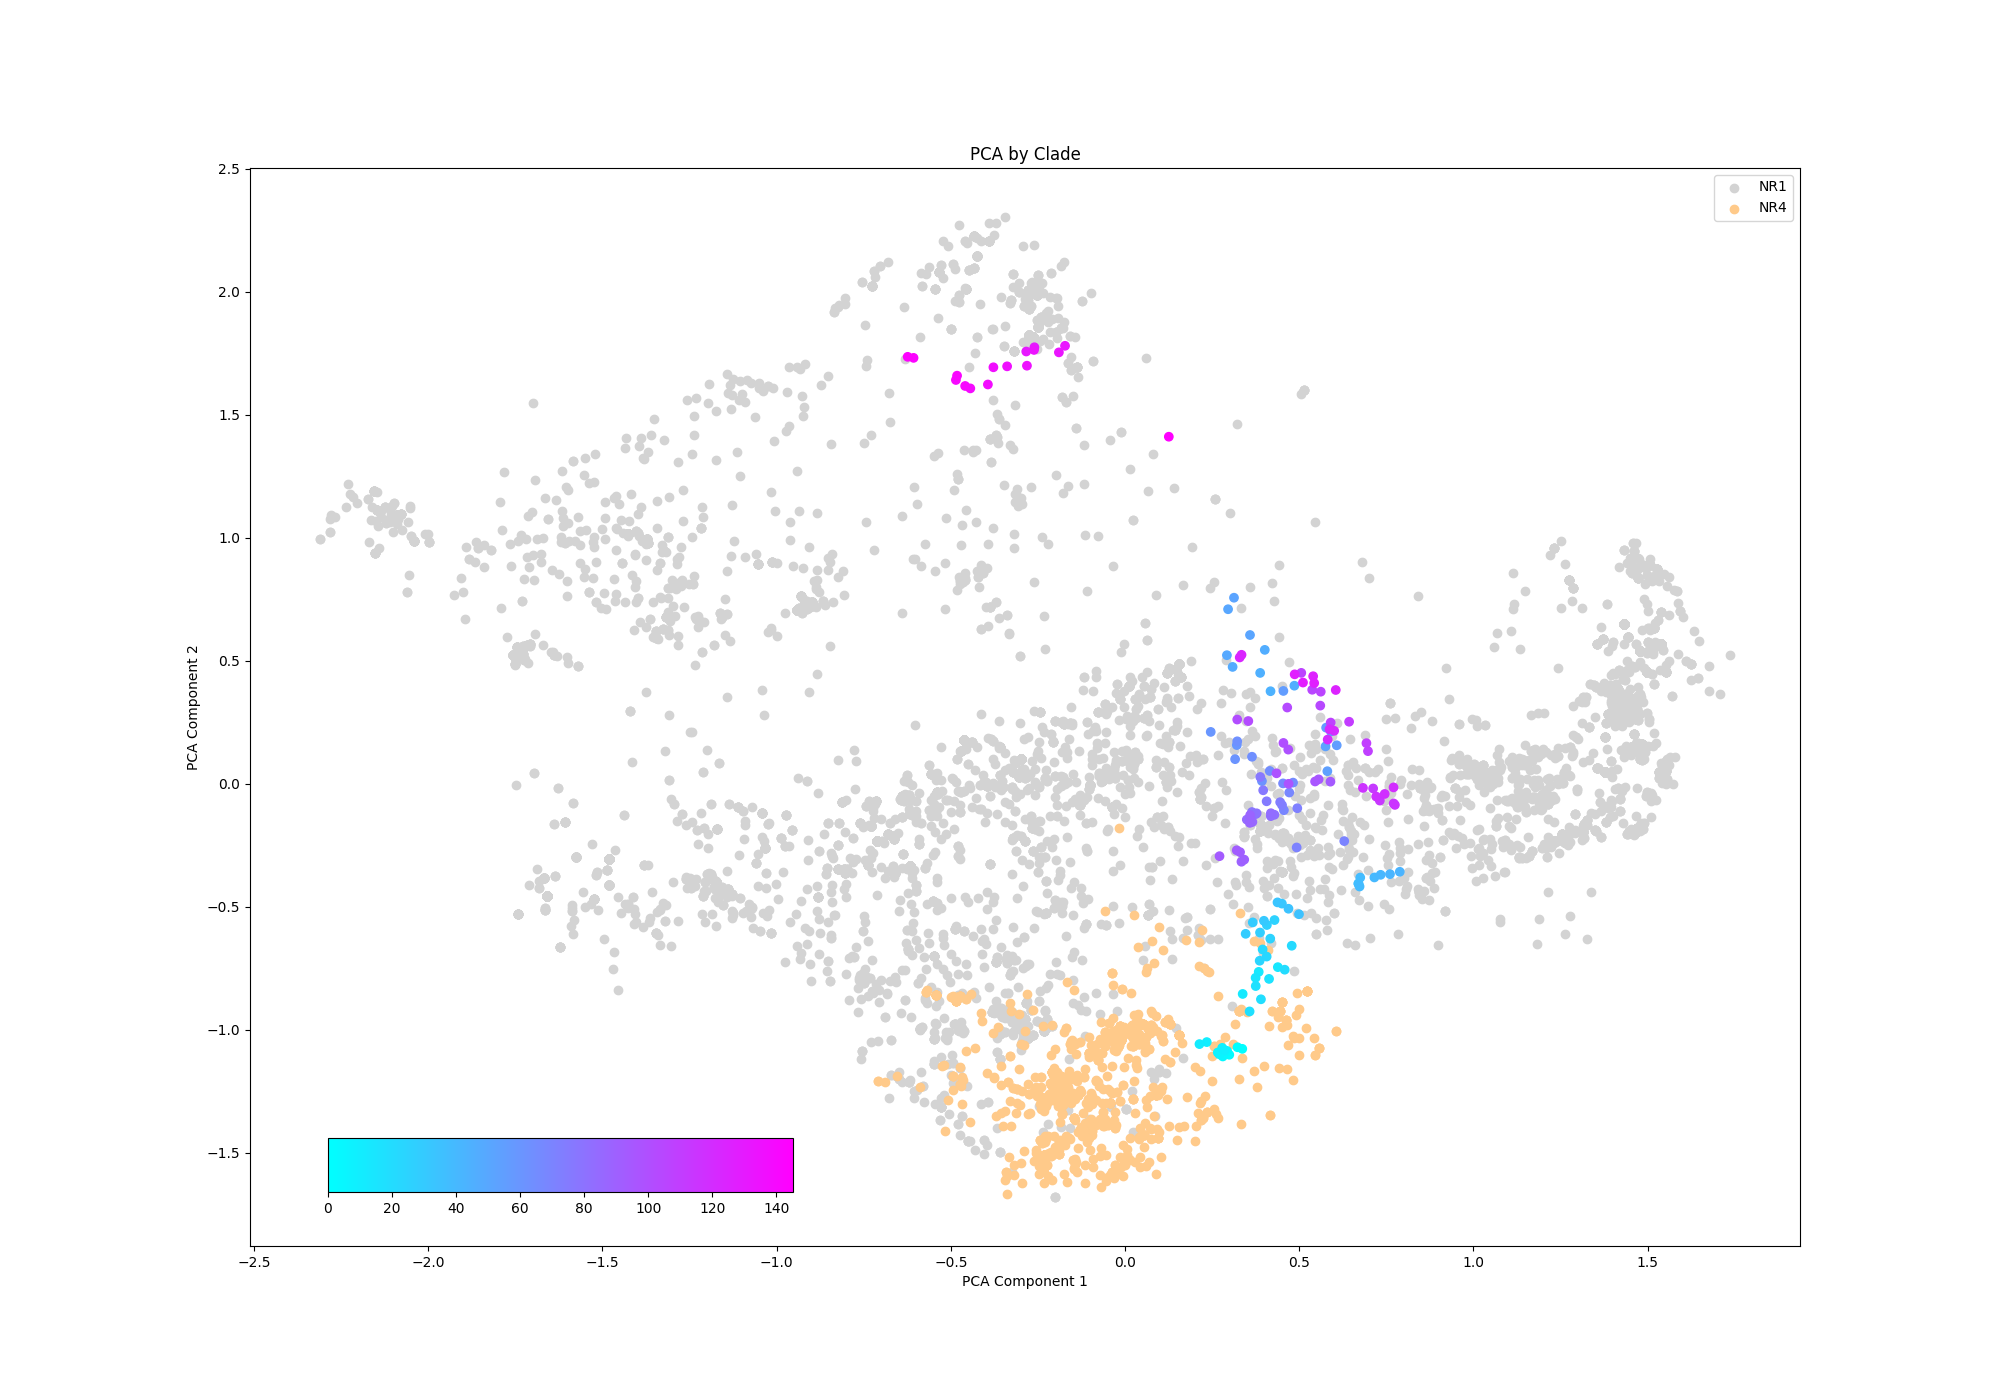 PCA by Clade
NR1
NR4
2.5
2.0
1.5
1.0
0.5
0.0
−0.5
−1.0
−1.5
PCA Component 2
0 20 40 60 80 100 120 140
−2.5 −2.0 −1.5 −1.0 −0.5 0.0 0.5 1.0 1.5
PCA Component 1